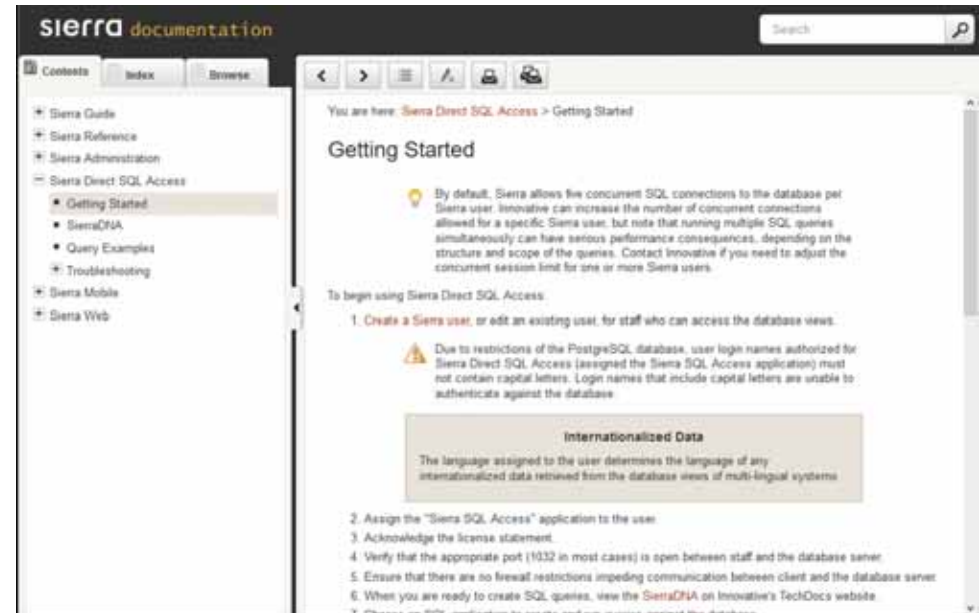 sierra documentation
Search
Contents
Index
Browse
Sierra Guide
Sierra Reference
Sierra Administration
Sierra Direct SQL Access
Getting Started
SierraDNA
Query Examples
Troubleshooting
Sierra Mobile
Sierra Web
You are here: Sierra Direct SQL Access > Getting Started
Getting Started
By default, Sierra allows five concurrent SQL connections to the database per
Sierra user. Innovative can increase the number of concurrent connections
allowed for a specific Sierra user, but note that running multiple SQL queries
simultaneously can have serious performance consequences, depending on the
structure and scope of the queries. Contact Innovative if you need to adjust the
concurrent session limit for one or more Sierra users.
To begin using Sierra Direct SQL Access:
1. Create a Sierra user, or edit an existing user, for staff who can access the database views.
Due to restrictions of the PostgreSQL database, user login names authorized for
Sierra Direct SQL Access (assigned the Sierra SQL Access application) must
not contain capital letters. Login names that include capital letters are unable to
authenticate against the database.
Internationalized Data
The language assigned to the user determines the language of any
internationalized data retrieved from the database views of multi-lingual systems.
2. Assign the "Sierra SQL Access" application to the user.
3. Acknowledge the license statement.
4. Verify that the appropriate port (1032 in most cases) is open between staff and the database server.
5. Ensure that there are no firewall restrictions impeding communication between client and the database server.
6. When you are ready to create SQL queries, view the SierraDNA on Innovative's TechDocs website.
7. Choose an SQL application to create and run queries against the database.